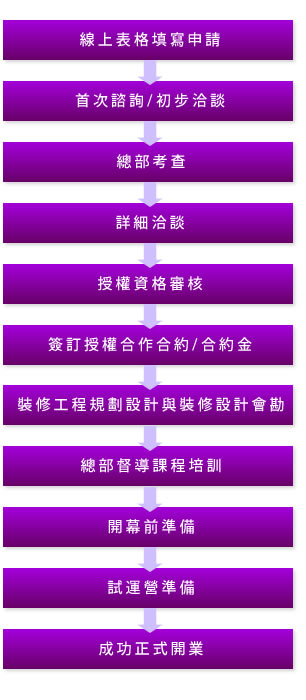 線上表格填寫申請
首次諮詢/初步洽談
總部考查
詳細洽談
授權資格審核
簽訂授權合作合約/合約金
裝修工程規劃設計與裝修設計會勘
總部督導課程培訓
開幕前準備
試運營準備
成功正式開業